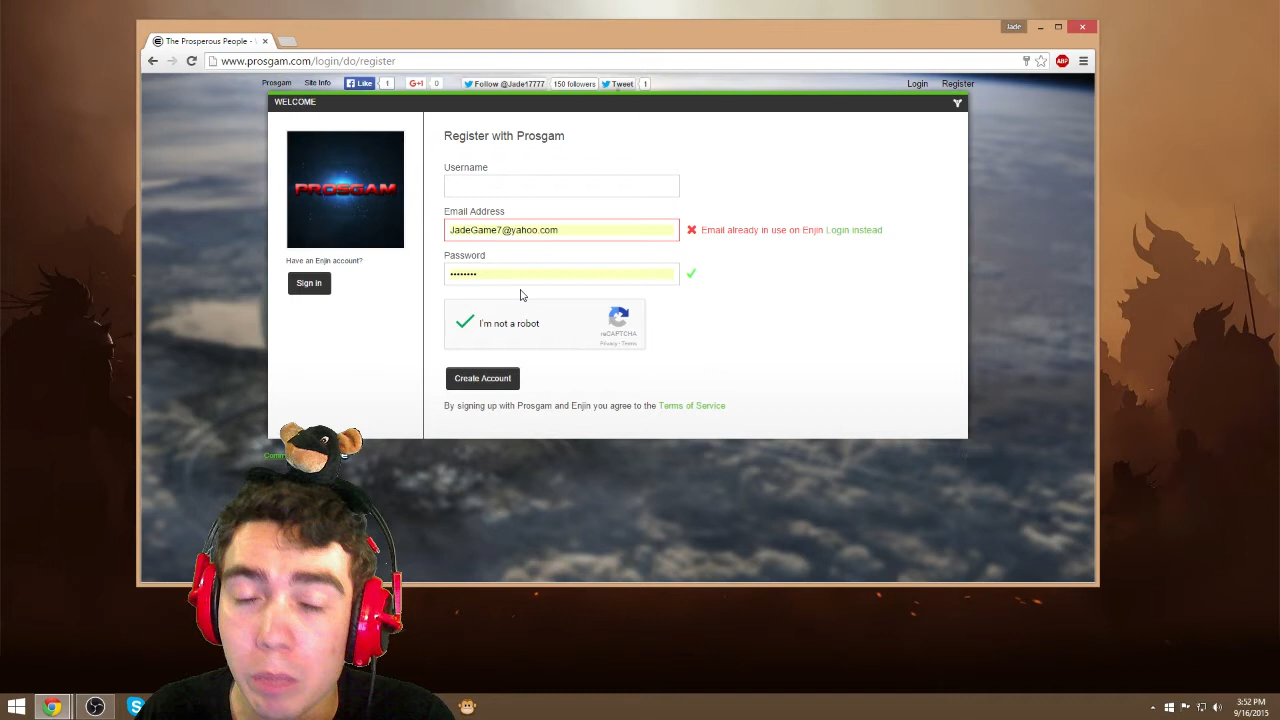 Jade
The Prosperous People -
www.prosgam.com/login/do/register
ABP
Prosgam Site Info Like 1 G+1 0 Follow @Jade17777 150 followers Tweet 1 Login Register
WELCOME
PROSGAM
Have an Enjin account?
Sign in
Register with Prosgam
Username
Email Address
JadeGame7@yahoo.com
Email already in use on Enjin Login instead
Password
I'm not a robot
reCAPTCHA
Privacy - Terms
Create Account
By signing up with Prosgam and Enjin you agree to the Terms of Service
3:52 PM
9/16/2015